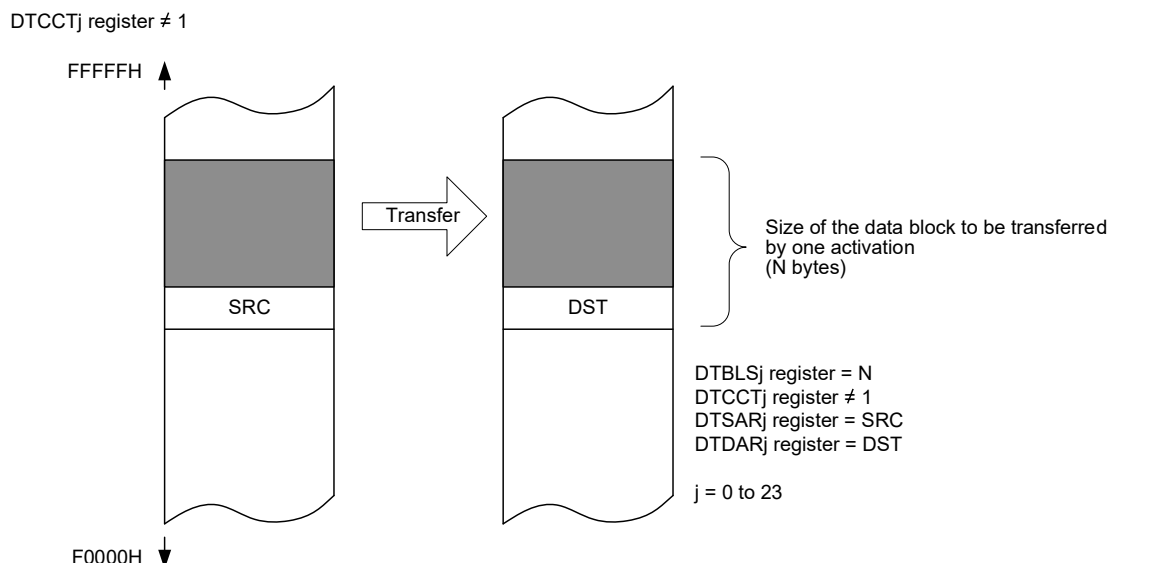 DTCCTj register ≠ 1
FFFFFH
Transfer
Size of the data block to be transferred
by one activation
(N bytes)
SRC
DST
DTBLSj register = N
DTCCTj register ≠ 1
DTSARj register = SRC
DTDARj register = DST
j = 0 to 23
F0000H